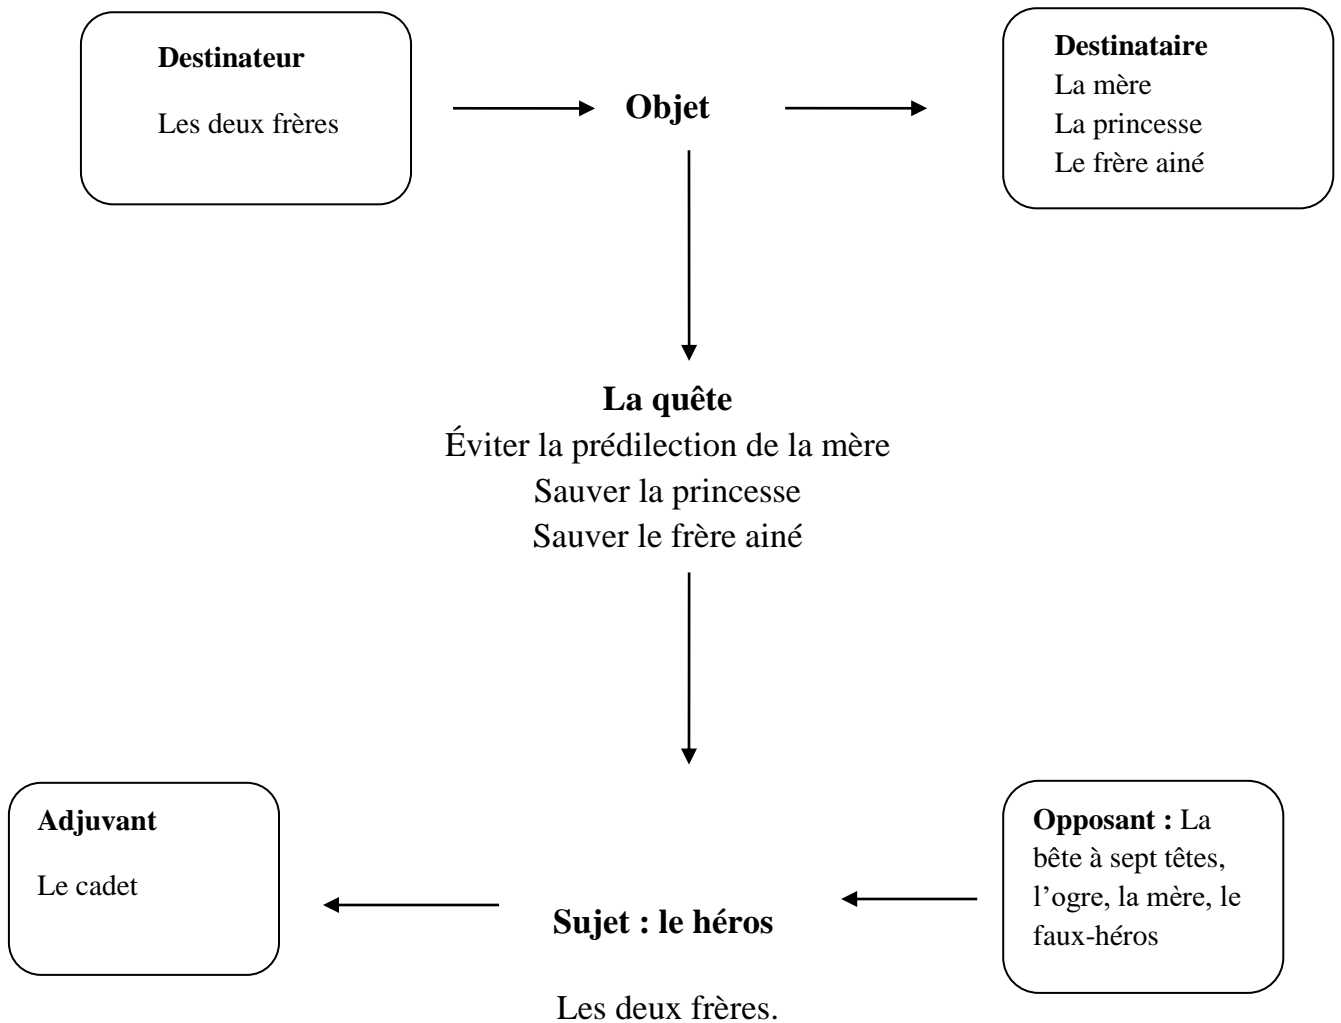 Destinateur
Les deux frères
Objet
Destinataire
La mère
La princesse
Le frère ainé
La quête
Éviter la prédilection de la mère
Sauver la princesse
Sauver le frère ainé
Adjuvant
Le cadet
Sujet : le héros
Les deux frères.
Opposant : La
bête à sept têtes,
l’ogre, la mère, le
faux-héros